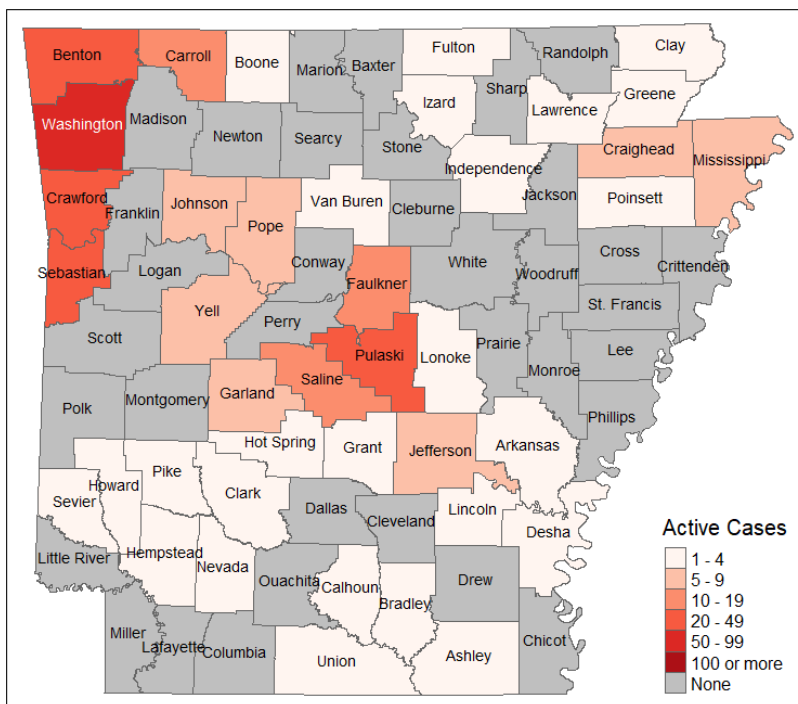 Benton
Carroll
Boone
Marion
Baxter
Fulton
Sharp
Randolph
Clay
Izard
Lawrence
Greene
Washington
Madison
Newton
Searcy
Stone
Independence
Craighead
Mississippi
Crawford
Franklin
Johnson
Pope
Van Buren
Cleburne
Jackson
Poinsett
Sebastian
Logan
Conway
Faulkner
White
Woodruff
Cross
Crittenden
Yell
Perry
St. Francis
Scott
Pulaski
Lonoke
Prairie
Lee
Monroe
Saline
Garland
Polk
Montgomery
Phillips
Hot Spring
Grant
Jefferson
Arkansas
Pike
Howard
Sevier
Clark
Dallas
Cleveland
Lincoln
Desha
Little River
Hempstead
Nevada
Ouachita
Calhoun
Bradley
Drew
Miller
Lafayette
Columbia
Union
Ashley
Chicot
Active Cases
1 - 4
5 - 9
10 - 19
20 - 49
50 - 99
100 or more
None